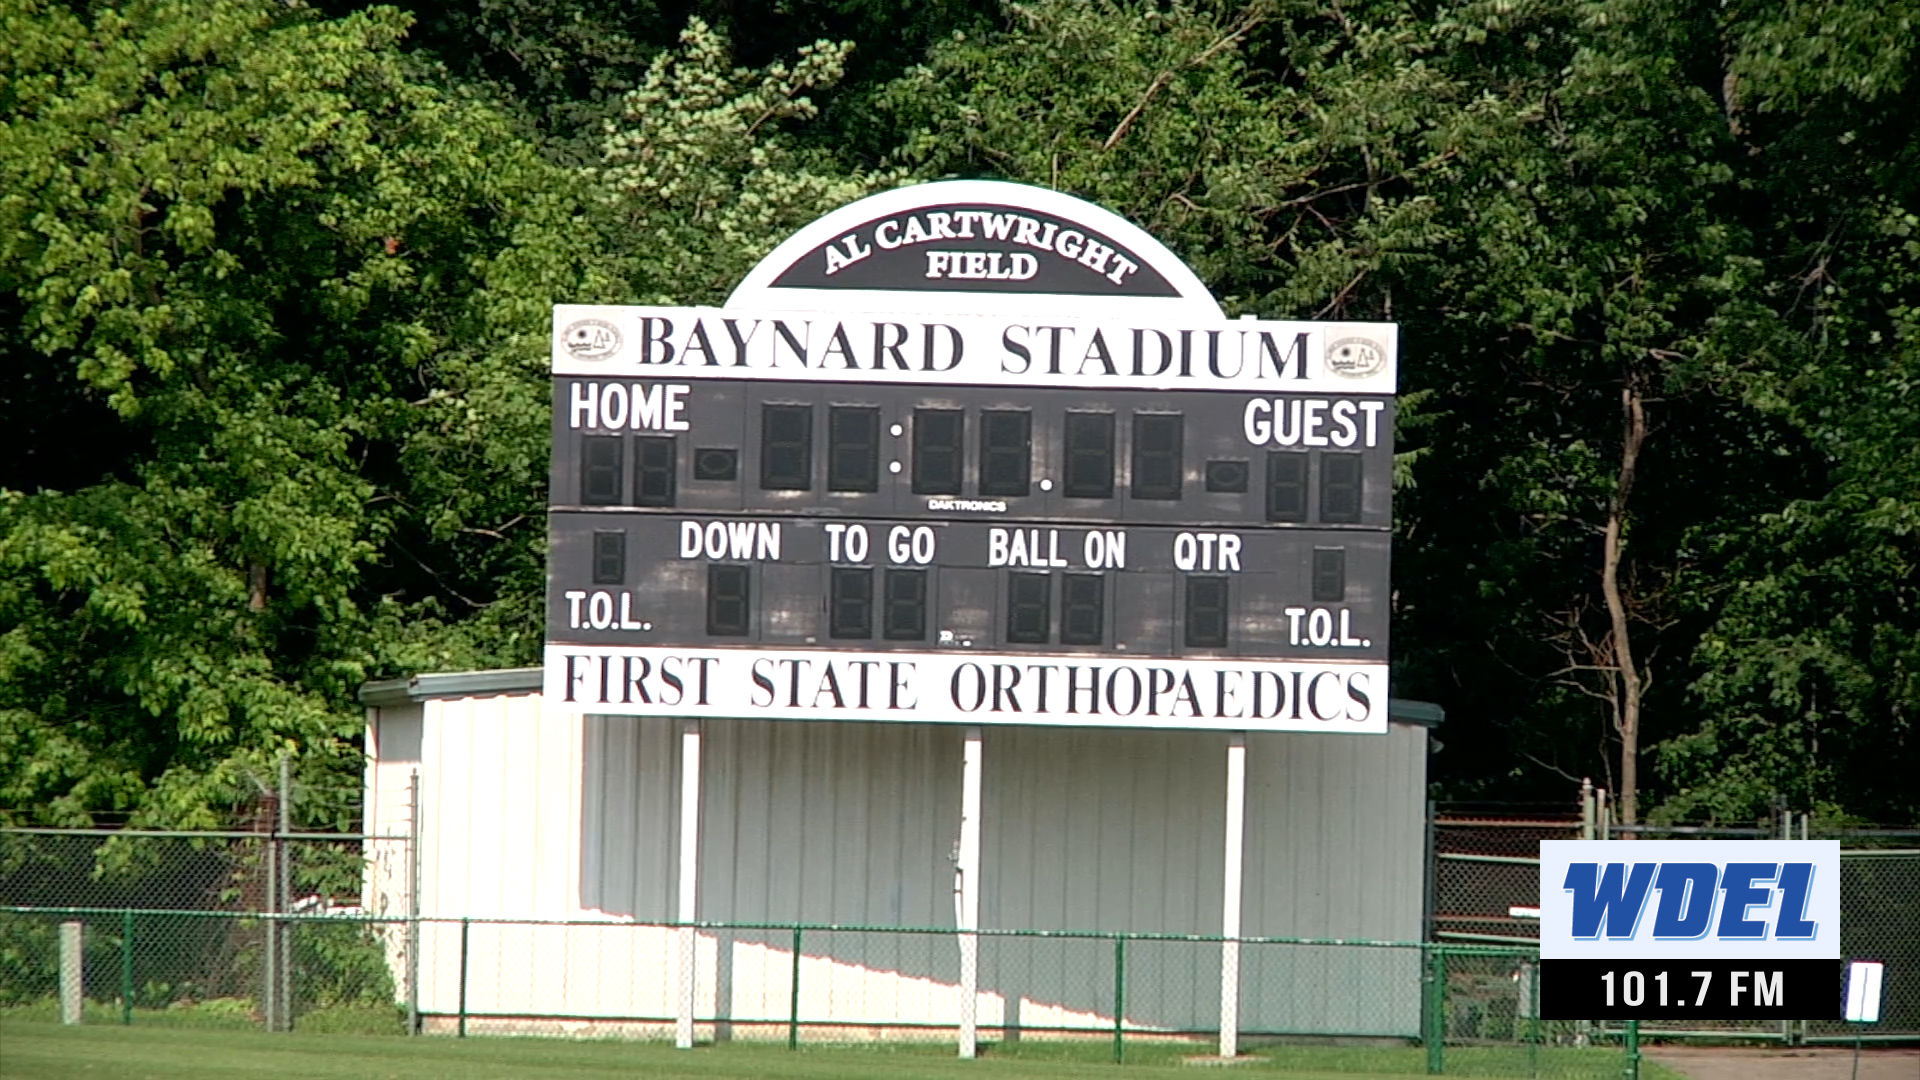 AL CARTWRIGHT
FIELD
BAYNARD STADIUM
HOME
GUEST
DAKTRONICS
DOWN TO GO BALL ON QTR
T.O.L. T.O.L.
FIRST STATE ORTHOPAEDICS
WDEL
101.7 FM